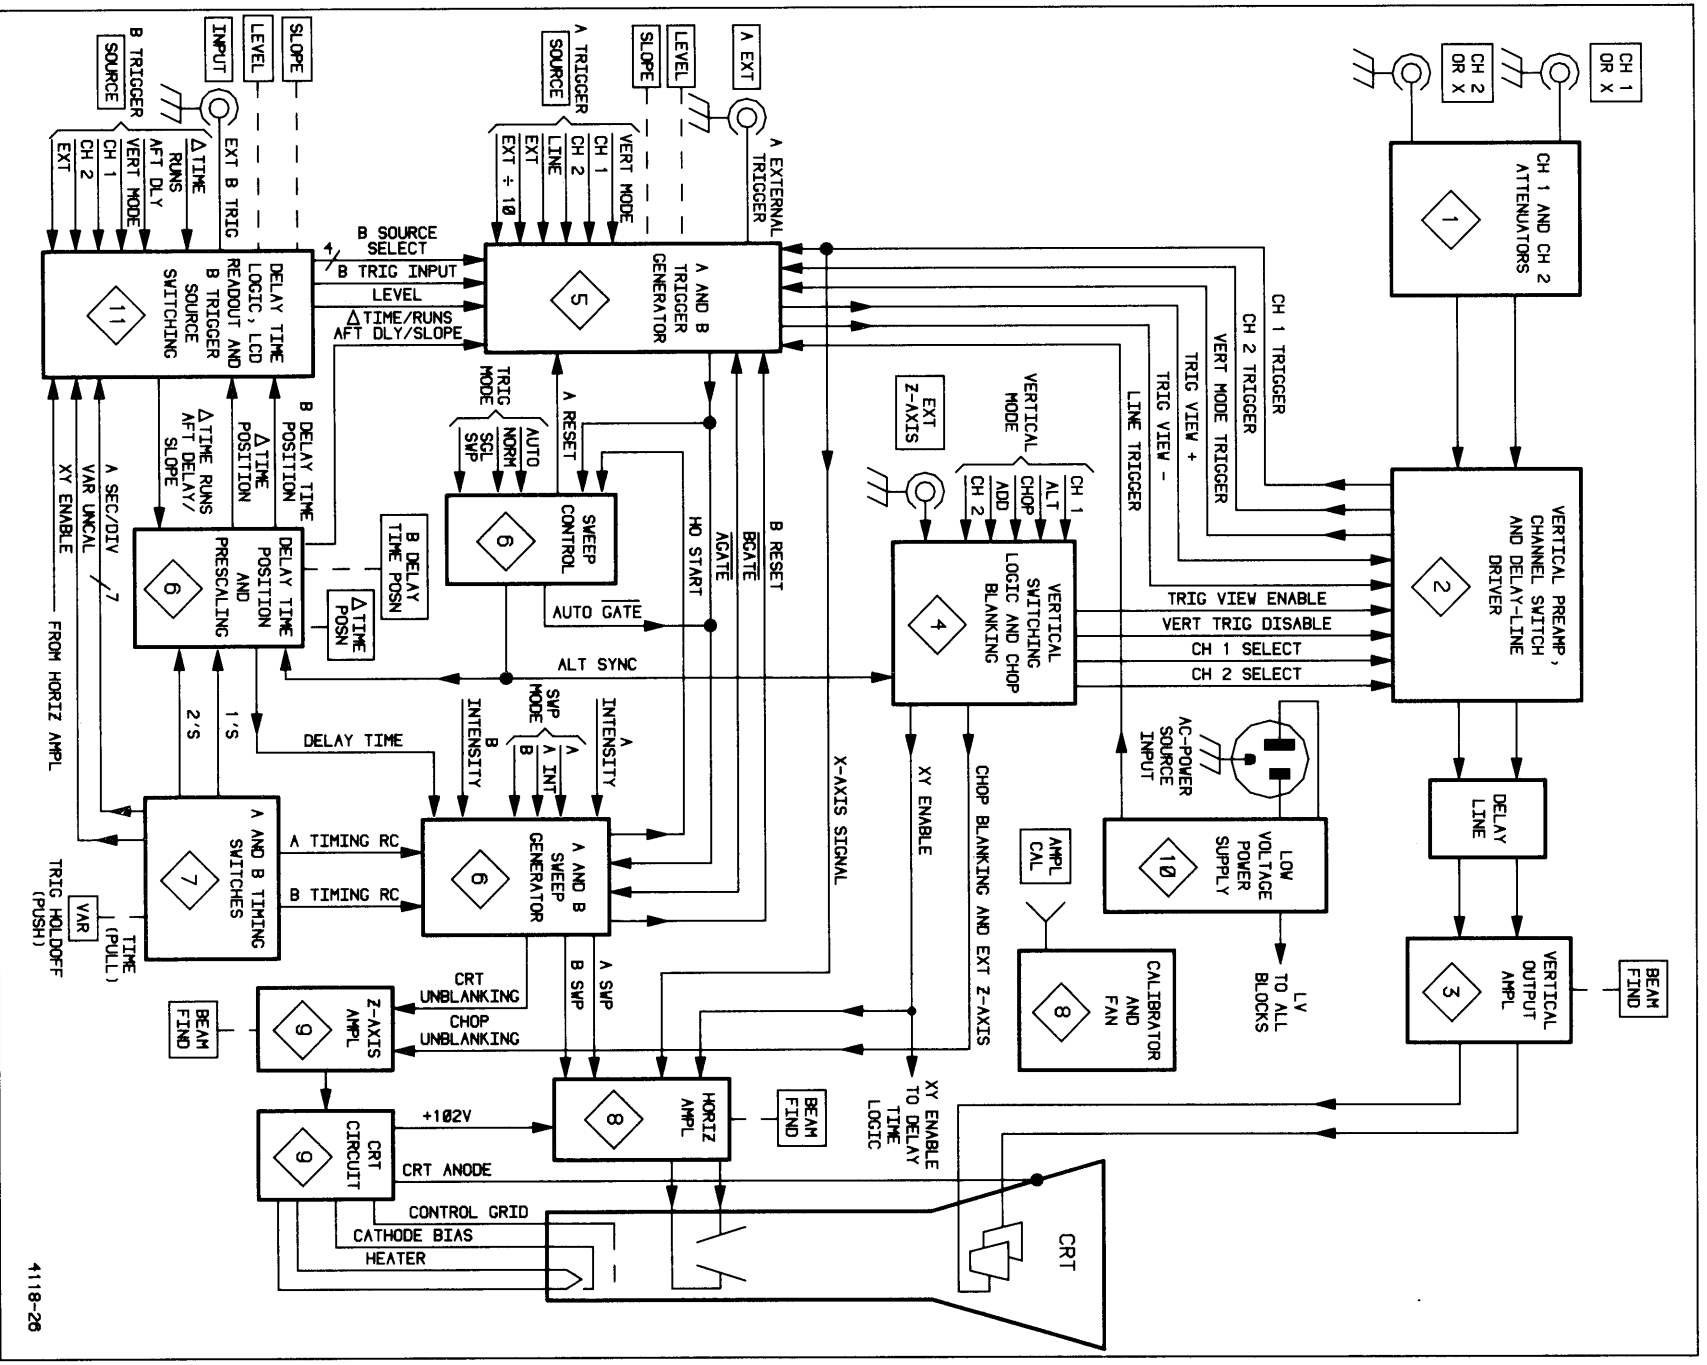 CH 1
OR X
CH 2
OR X
CH 1 AND CH 2
ATTENUATORS
1
VERTICAL PREAMP,
CHANNEL SWITCH
AND DELAY-LINE
DRIVER
2
DELAY
LINE
BEAM
FIND
VERTICAL
OUTPUT
AMPL
3
CH 1 TRIGGER
CH 2 TRIGGER
VERT MODE TRIGGER
TRIG VIEW +
TRIG VIEW -
LINE TRIGGER
TRIG VIEW ENABLE
VERT TRIG DISABLE
CH 1 SELECT
CH 2 SELECT
AC-POWER
SOURCE
INPUT
LOW
VOLTAGE
POWER
SUPPLY
10
LV
TO ALL
BLOCKS
AMPL
CAL
CALIBRATOR
AND
FAN
8
VERTICAL
MODE
CH 1
ALT
CHOP
ADD
CH 2
EXT
Z-AXIS
VERTICAL
SWITCHING
LOGIC AND CHOP
BLANKING
4
CHOP BLANKING AND EXT Z-AXIS
XY ENABLE
XY ENABLE
TO DELAY
TIME
LOGIC
X-AXIS SIGNAL
A EXT
LEVEL
SLOPE
A TRIGGER
SOURCE
A EXTERNAL
TRIGGER
VERT MODE
CH 1
CH 2
LINE
EXT
EXT ÷ 10
A AND B
TRIGGER
GENERATOR
5
B RESET
BGATE
AGATE
HO START
A RESET
TRIG
MODE
AUTO
NORM
SGL
SWP
SWEEP
CONTROL
6
AUTO GATE
ALT SYNC
A
INTENSITY
SWP
MODE
A
A INT
B
B
INTENSITY
A AND B
SWEEP
GENERATOR
6
A SWP
B SWP
CRT
UNBLANKING
CHOP
UNBLANKING
BEAM
FIND
HORIZ
AMPL
8
SLOPE
LEVEL
INPUT
B TRIGGER
SOURCE
EXT B TRIG
ΔTIME
RUNS
AFT DLY
VERT MODE
CH 1
CH 2
EXT
DELAY TIME
LOGIC, LCD
READOUT AND
B TRIGGER
SOURCE
SWITCHING
11
B SOURCE
SELECT
4
B TRIG INPUT
LEVEL
ΔTIME/RUNS
AFT DLY/SLOPE
B DELAY TIME
POSITION
ΔTIME
POSITION
ΔTIME RUNS
AFT DELAY/
SLOPE
B DELAY
TIME POSN
ΔTIME
POSN
DELAY TIME
POSITION
AND
PRESCALING
6
A SEC/DIV
7
VAR UNCAL
XY ENABLE
FROM HORIZ AMPL
1'S
2'S
DELAY TIME
A AND B TIMING
SWITCHES
7
A TIMING RC
B TIMING RC
TIME
(PULL)
VAR
TRIG HOLDOFF
(PUSH)
BEAM
FIND
Z-AXIS
AMPL
9
CRT
CIRCUIT
9
+102V
CRT ANODE
CONTROL GRID
CATHODE BIAS
HEATER
CRT
4118-26